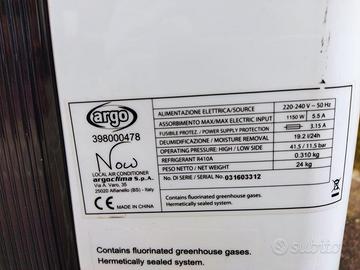 argo
398000478
Now
LOCAL AIR CONDITIONER
argoclima s.p.a.
Via A. Varo, 35
25020 Alfianello (BS) - Italy
MADE IN CHINA
ALIMENTAZIONE ELETTRICA/SOURCE 220-240 V ~ 50 Hz
ASSORBIMENTO MAX/MAX ELECTRIC INPUT 1150 W 5.5 A
FUSIBILE PROTEZ. / POWER SUPPLY PROTECTION 3,15 A
DEUMIDIFICAZIONE / MOISTURE REMOVAL 19.2 l/24h
OPERATING PRESSURE: HIGH / LOW SIDE 41,5 / 11,5 bar
REFRIGERANT R410A 0.310 kg
PESO NETTO / NET WEIGHT 24 kg
No. DI SERIE / SERIAL No. 031603312
Contains fluorinated greenhouse gases.
Hermetically sealed system.
Contains fluorinated greenhouse gases.
Hermetically sealed system.
subito